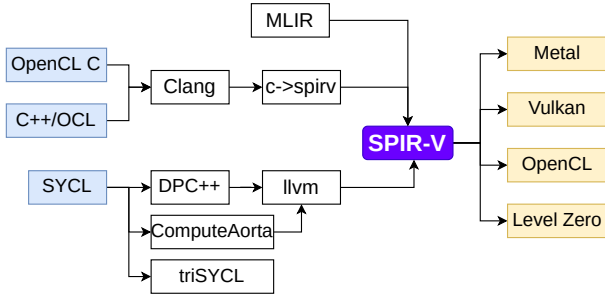 MLIR
OpenCL C
Clang
c->spirv
C++/OCL
SPIR-V
Metal
Vulkan
OpenCL
Level Zero
SYCL
DPC++
llvm
ComputeAorta
triSYCL